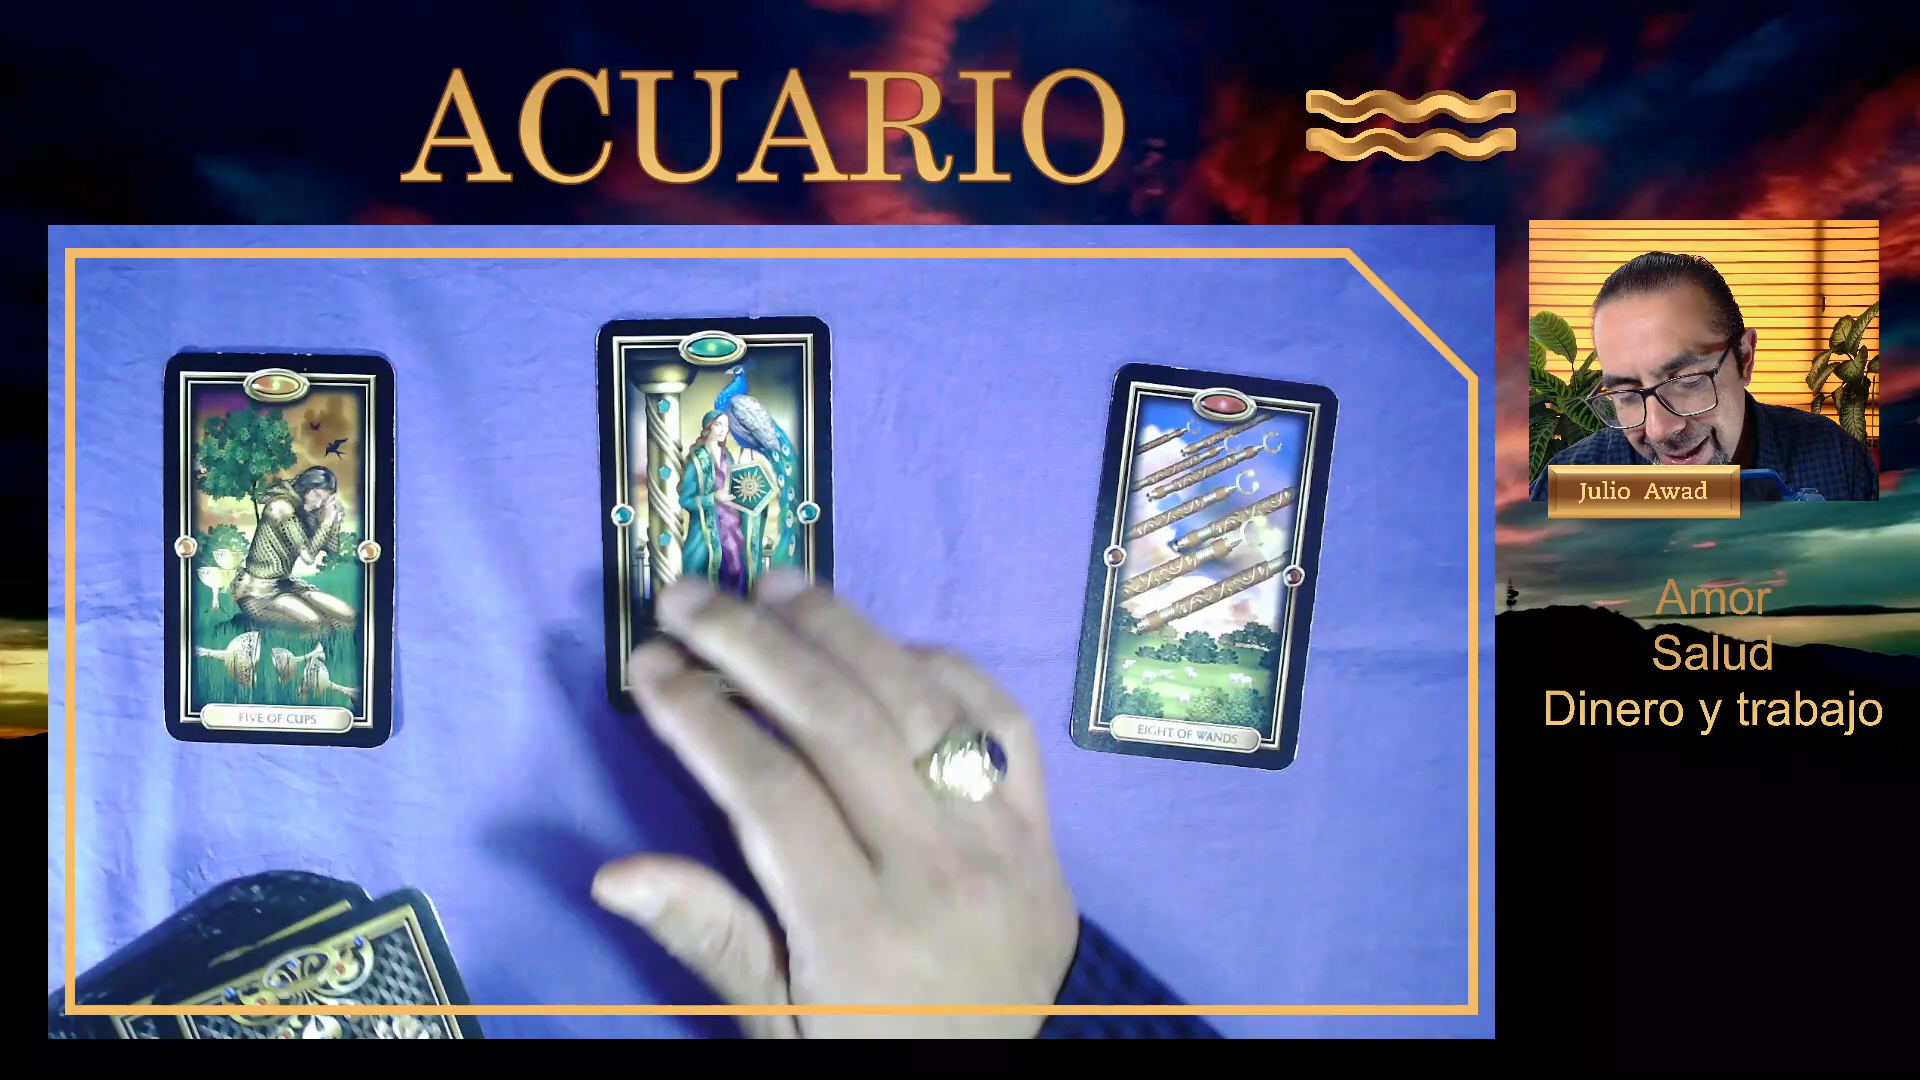 ACUARIO
Julio Awad
Amor
Salud
Dinero y trabajo
FIVE OF CUPS
EIGHT OF WANDS